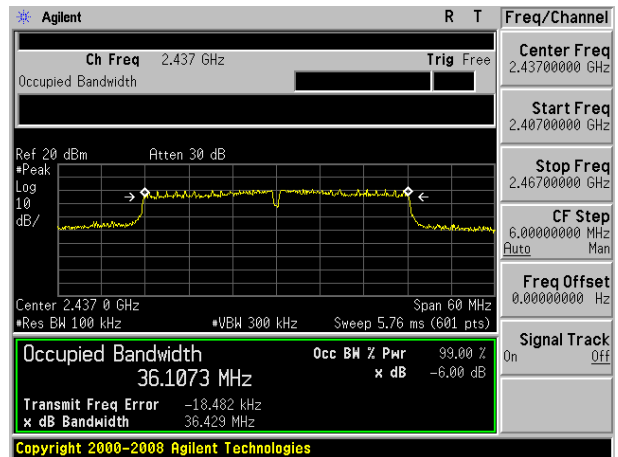 Agilent R T
Ch Freq 2.437 GHz Trig Free
Occupied Bandwidth
Ref 20 dBm Atten 30 dB
#Peak
Log
10
dB/
Center 2.437 0 GHz Span 60 MHz
#Res BW 100 kHz #VBW 300 kHz Sweep 5.76 ms (601 pts)
Occupied Bandwidth Occ BW % Pwr 99.00 %
36.1073 MHz x dB -6.00 dB
Transmit Freq Error -18.482 kHz
x dB Bandwidth 36.429 MHz
Copyright 2000-2008 Agilent Technologies
Freq/Channel
Center Freq
2.43700000 GHz
Start Freq
2.40700000 GHz
Stop Freq
2.46700000 GHz
CF Step
6.00000000 MHz
Auto Man
Freq Offset
0.00000000 Hz
Signal Track
On Off